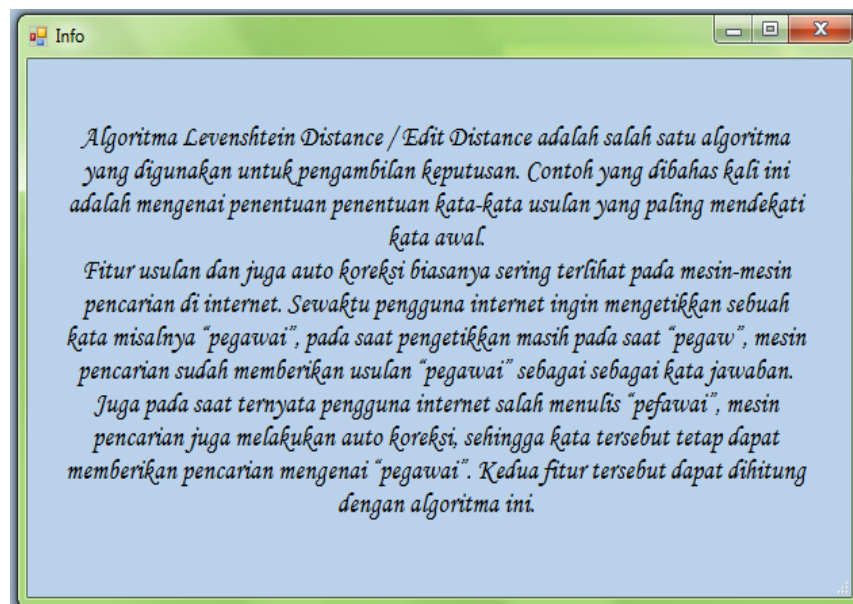 Info
Algoritma Levenshtein Distance / Edit Distance adalah salah satu algoritma
yang digunakan untuk pengambilan keputusan. Contoh yang dibahas kali ini
adalah mengenai penentuan penentuan kata-kata usulan yang paling mendekati
kata awal.
Fitur usulan dan juga auto koreksi biasanya sering terlihat pada mesin-mesin
pencarian di internet. Sewaktu pengguna internet ingin mengetikkan sebuah
kata misalnya “pegawai”, pada saat pengetikkan masih pada saat “pegaw”, mesin
pencarian sudah memberikan usulan “pegawai” sebagai sebagai kata jawaban.
Juga pada saat ternyata pengguna internet salah menulis “pefawai”, mesin
pencarian juga melakukan auto koreksi, sehingga kata tersebut tetap dapat
memberikan pencarian mengenai “pegawai”. Kedua fitur tersebut dapat dihitung
dengan algoritma ini.